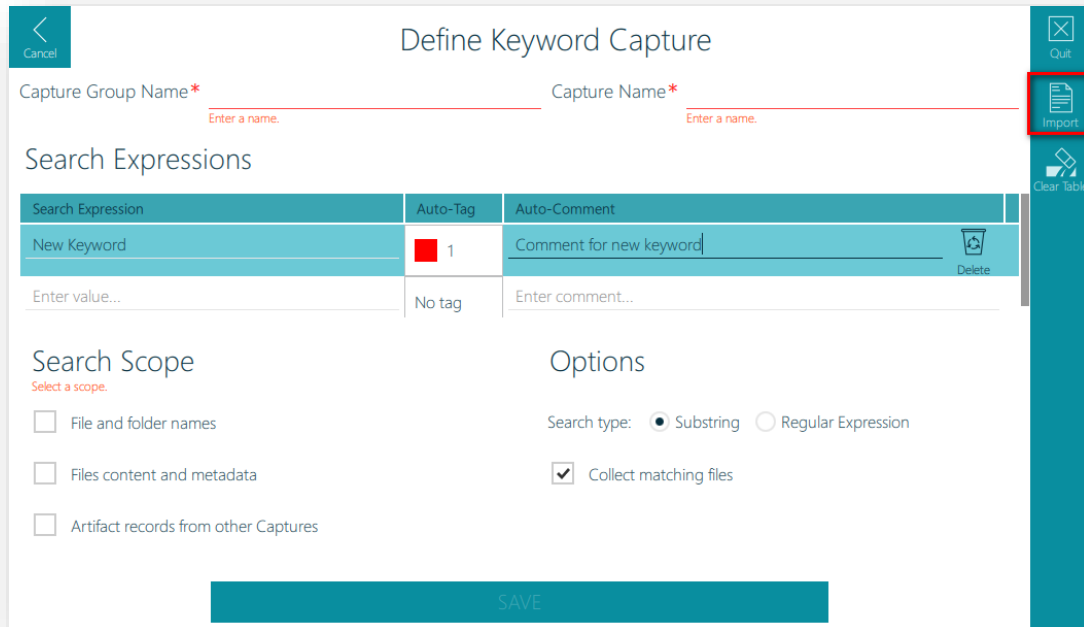 Cancel
Define Keyword Capture
Quit
Capture Group Name*
Enter a name.
Capture Name*
Enter a name.
Import
Search Expressions
Clear Table
Search Expression Auto-Tag Auto-Comment
New Keyword 1 Comment for new keyword
Delete
Enter value... No tag Enter comment...
Search Scope
Select a scope.
Options
File and folder names
Search type: Substring Regular Expression
Files content and metadata
Collect matching files
Artifact records from other Captures
SAVE